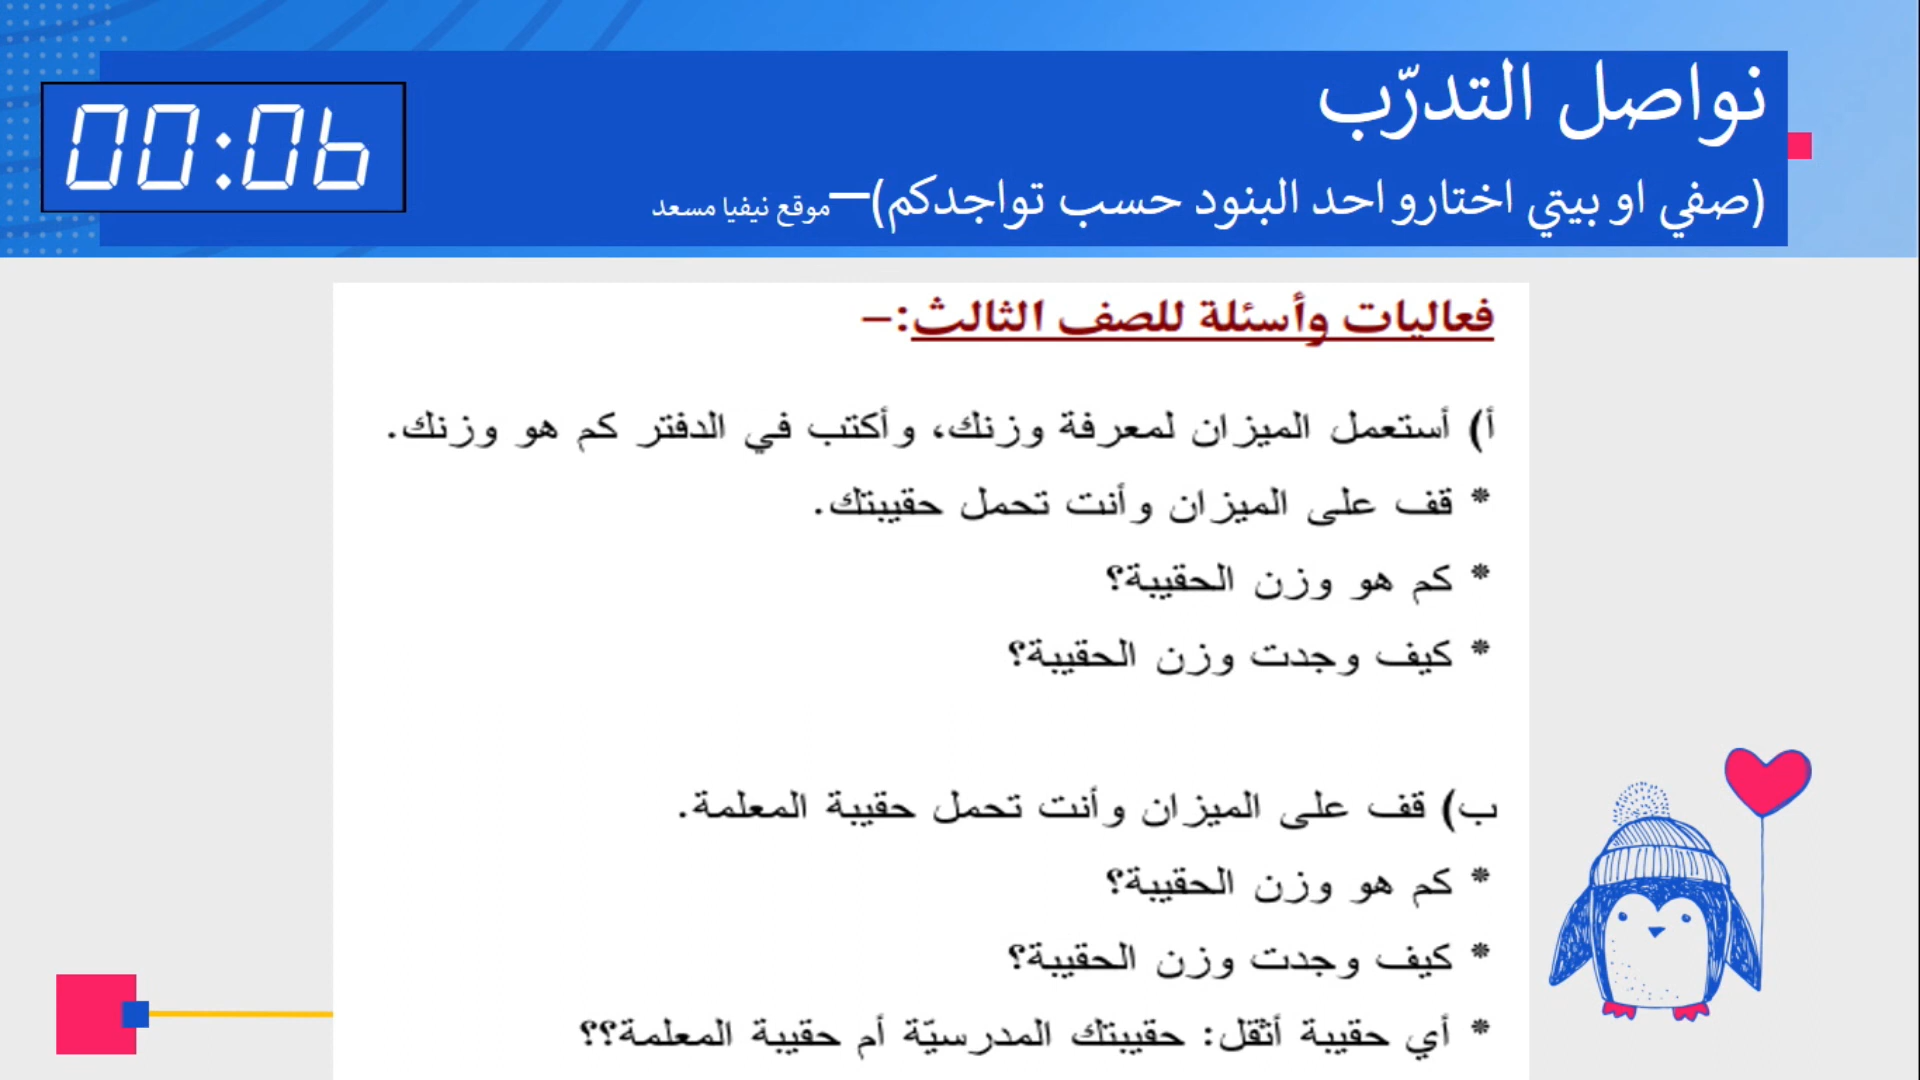 نواصل التدرّب
(صفي او بيتي اختارو احد البنود حسب تواجدكم)—موقع نيفيا مسعد
00:06
فعاليات وأسئلة للصف الثالث:–
أ) أستعمل الميزان لمعرفة وزنك، وأكتب في الدفتر كم هو وزنك.
* قف على الميزان وأنت تحمل حقيبتك.
* كم هو وزن الحقيبة؟
* كيف وجدت وزن الحقيبة؟
ب) قف على الميزان وأنت تحمل حقيبة المعلمة.
* كم هو وزن الحقيبة؟
* كيف وجدت وزن الحقيبة؟
* أي حقيبة أثقل: حقيبتك المدرسيّة أم حقيبة المعلمة؟؟